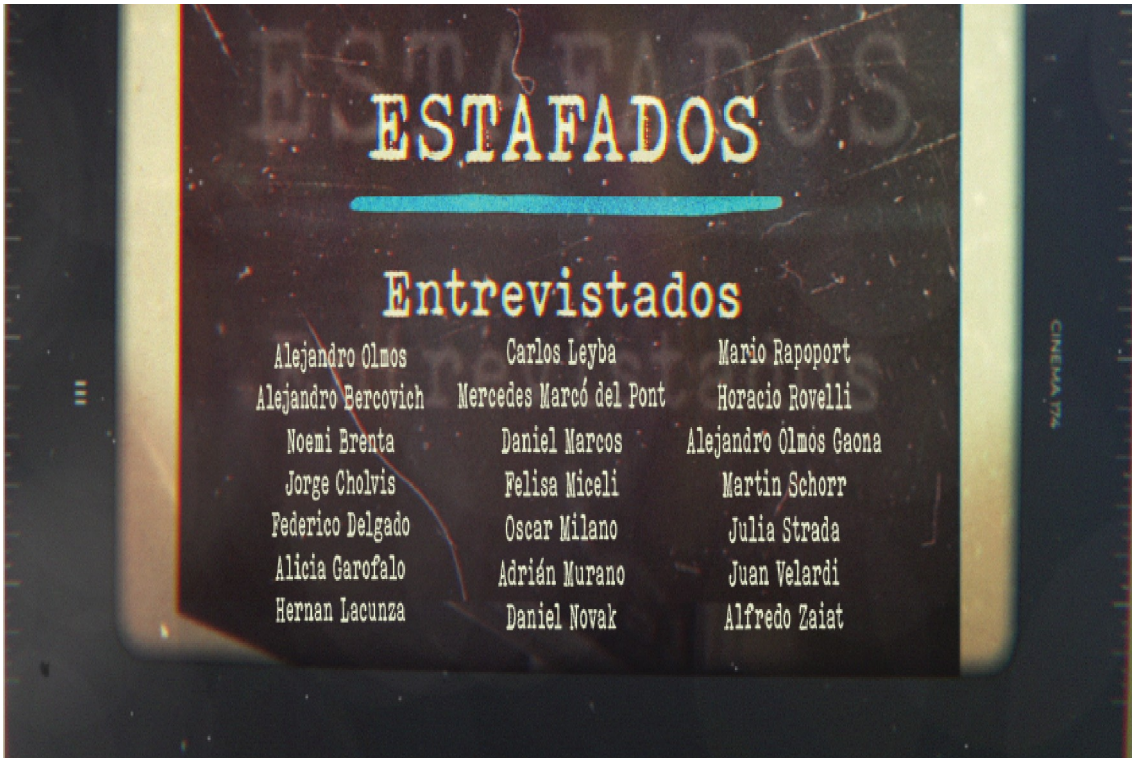 ESTAFADOS
Entrevistados
Alejandro Olmos
Alejandro Bercovich
Noemi Brenta
Jorge Cholvis
Federico Delgado
Alicia Garofalo
Hernan Lacunza
Carlos Leyba
Mercedes Marcó del Pont
Daniel Marcos
Felisa Miceli
Oscar Milano
Adrián Murano
Daniel Novak
Mario Rapoport
Horacio Rovelli
Alejandro Olmos Gaona
Martin Schorr
Julia Strada
Juan Velardi
Alfredo Zaiat
CINEMA 174